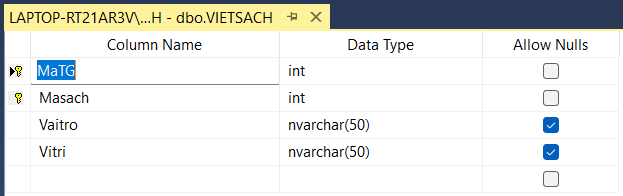 LAPTOP-RT21AR3V\...H - dbo.VIETSACH
Column Name Data Type Allow Nulls
MaTG int
Masach int
Vaitro nvarchar(50)
Vitri nvarchar(50)